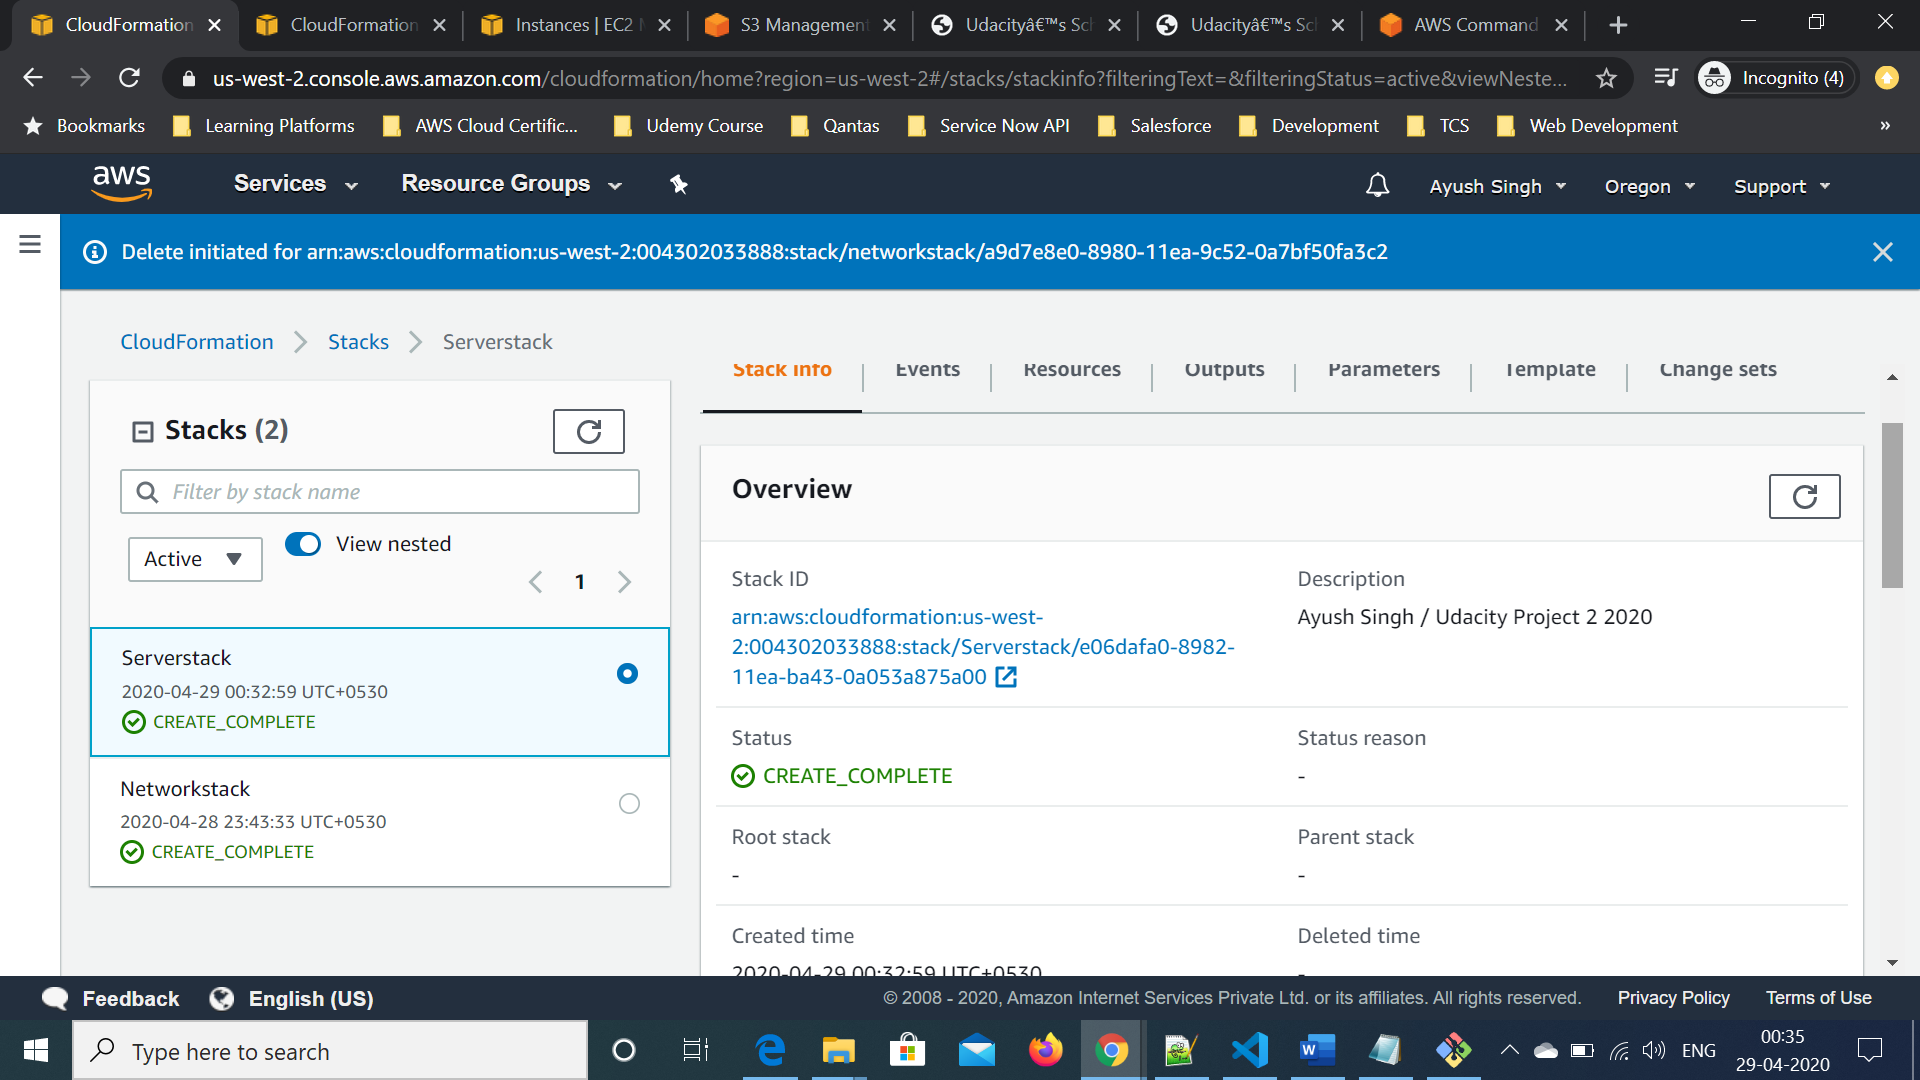 CloudFormation
CloudFormation
Instances | EC2 M
S3 Management
Udacityâ€™s Sch
Udacityâ€™s Sch
AWS Command
us-west-2.console.aws.amazon.com/cloudformation/home?region=us-west-2#/stacks/stackinfo?filteringText=&filteringStatus=active&viewNeste...
Incognito (4)
Bookmarks
Learning Platforms
AWS Cloud Certific...
Udemy Course
Qantas
Service Now API
Salesforce
Development
TCS
Web Development
»
aws
Services
Resource Groups
Ayush Singh
Oregon
Support
Delete initiated for arn:aws:cloudformation:us-west-2:004302033888:stack/networkstack/a9d7e8e0-8980-11ea-9c52-0a7bf50fa3c2
CloudFormation
Stacks
Serverstack
Stack info
Events
Resources
Outputs
Parameters
Template
Change sets
Stacks (2)
Filter by stack name
Active
View nested
1
Serverstack
2020-04-29 00:32:59 UTC+0530
CREATE_COMPLETE
Networkstack
2020-04-28 23:43:33 UTC+0530
CREATE_COMPLETE
Overview
Stack ID
arn:aws:cloudformation:us-west-
2:004302033888:stack/Serverstack/e06dafa0-8982-
11ea-ba43-0a053a875a00
Description
Ayush Singh / Udacity Project 2 2020
Status
CREATE_COMPLETE
Status reason
-
Root stack
-
Parent stack
-
Created time
2020-04-29 00:32:59 UTC+0530
Deleted time
-
Feedback
English (US)
© 2008 - 2020, Amazon Internet Services Private Ltd. or its affiliates. All rights reserved.
Privacy Policy
Terms of Use
Type here to search
ENG
00:35
29-04-2020